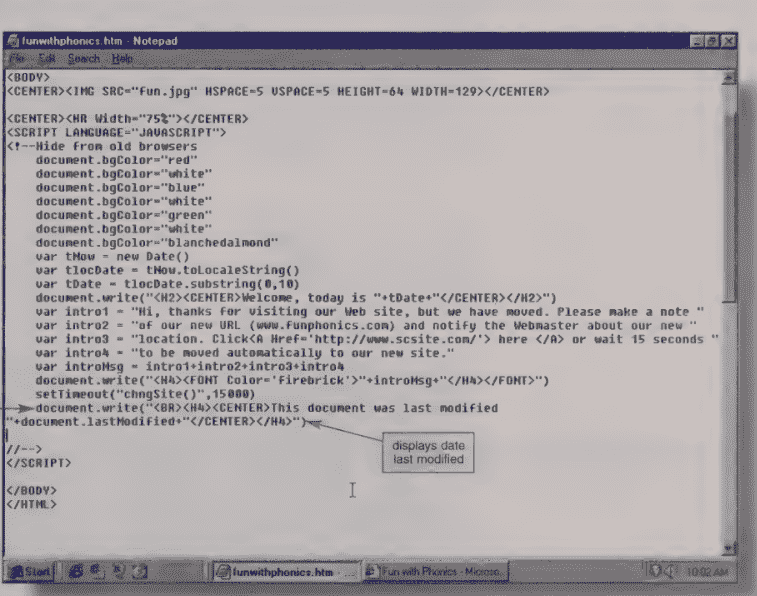 funwithphonics.htm - Notepad
File Edit Search Help
<BODY>
<CENTER><IMG SRC="fun.jpg" HSPACE=5 VSPACE=5 HEIGHT=64 WIDTH=129></CENTER>
<CENTER><HR Width="75%"></CENTER>
<SCRIPT LANGUAGE="JAVASCRIPT">
<!--Hide from old browsers
document.bgColor="red"
document.bgColor="white"
document.bgColor="blue"
document.bgColor="white"
document.bgColor="green"
document.bgColor="white"
document.bgColor="blanchedalmond"
var tNow = new Date()
var tlocDate = tNow.toLocaleString()
var tDate = tlocDate.substring(0,10)
document.write("<H2><CENTER>Welcome, today is "+tDate+"</CENTER></H2>")
var intro1 = "Hi, thanks for visiting our Web site, but we have moved. Please make a note "
var intro2 = "of our new URL (www.funphonics.com) and notify the Webmaster about our new "
var intro3 = "location. Click<A Href='http://www.scsite.com/'> here </A> or wait 15 seconds "
var intro4 = "to be moved automatically to our new site."
var introMsg = intro1+intro2+intro3+intro4
document.write("<H4><FONT Color='firebrick'>"+introMsg+"</H4></FONT>")
setTimeout("chngSite()",15000)
document.write("<BR><H4><CENTER>This document was last modified
"+document.lastModified+"</CENTER></H4>")
displays date
last modified
//-->
</SCRIPT>
</BODY>
</HTML>
Start
funwithphonics.htm - ...
Fun with Phonics - Microso...
10:02 AM